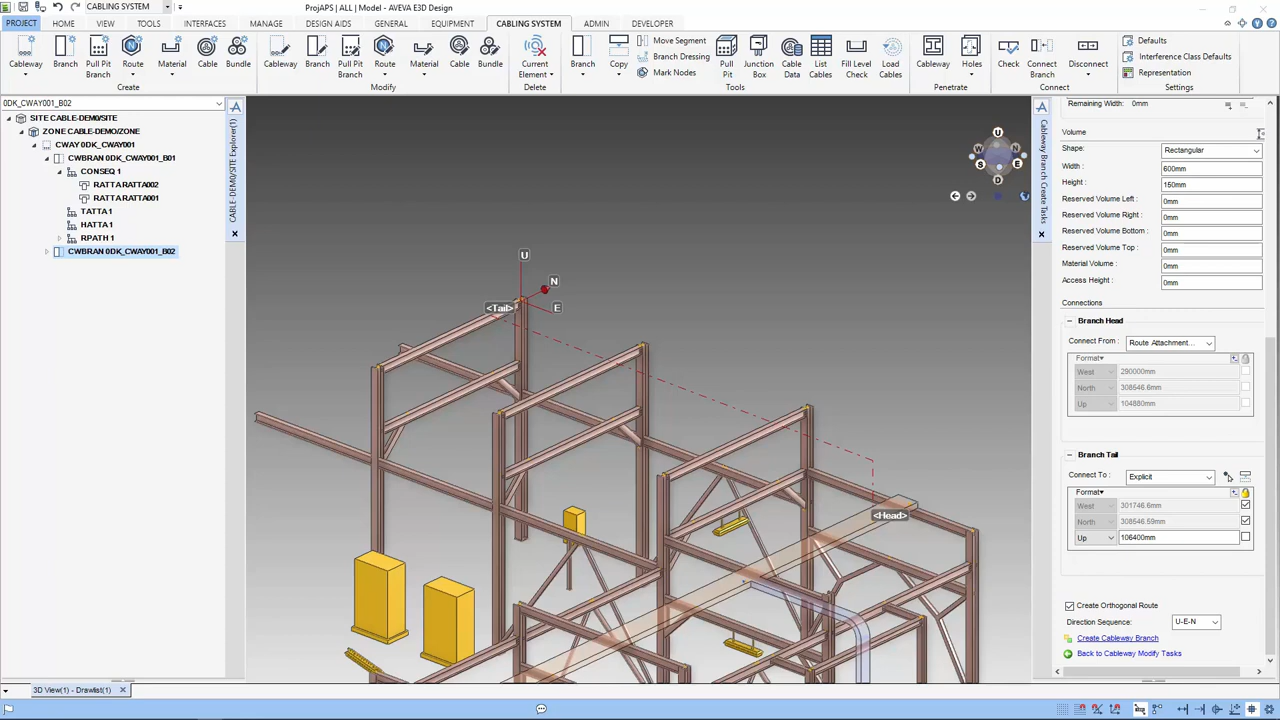 CABLING SYSTEM
ProjAPS | ALL | Model - AVEVA E3D Design
PROJECT HOME VIEW TOOLS INTERFACES MANAGE DESIGN AIDS GENERAL EQUIPMENT CABLING SYSTEM ADMIN DEVELOPER
Cableway Branch Pull Pit Branch Route Material Cable Bundle
Create
Cableway Branch Pull Pit Branch Route Material Cable Bundle
Modify
Current Element
Delete
Branch Copy Move Segment Branch Dressing Mark Nodes Pull Pit Junction Box Cable Data List Cables Fill Level Check Load Cables
Tools
Cableway Holes
Penetrate
Check Connect Branch Disconnect
Connect
Defaults
Interference Class Defaults
Representation
Settings
0DK_CWAY001_B02
SITE CABLE-DEM0/SITE
ZONE CABLE-DEMO/ZONE
CWAY 0DK_CWAY001
CWBRAN 0DK_CWAY001_B01
CONSEQ 1
RATTA RATTA002
RATTA RATTA001
TATTA 1
HATTA 1
RPATH 1
CWBRAN 0DK_CWAY001_B02
CABLE-DEM0/SITE (SITE Explorer(1)
U
N
E
<Tail>
<Head>
U
W N
S E
D
Cableway Branch Create Tasks
Remaining Width: 0mm
Volume
Shape: Rectangular
Width : 600mm
Height : 150mm
Reserved Volume Left : 0mm
Reserved Volume Right : 0mm
Reserved Volume Bottom : 0mm
Reserved Volume Top : 0mm
Material Volume : 0mm
Access Height : 0mm
Connections
Branch Head
Connect From : Route Attachment...
Format
West 290000mm
North 308546.6mm
Up 104880mm
Branch Tail
Connect To : Explicit
Format
West 301746.6mm
North 308546.59mm
Up 106400mm
Create Orthogonal Route
Direction Sequence: U-E-N
Create Cableway Branch
Back to Cableway Modify Tasks
3D View(1) - Drawlist(1)